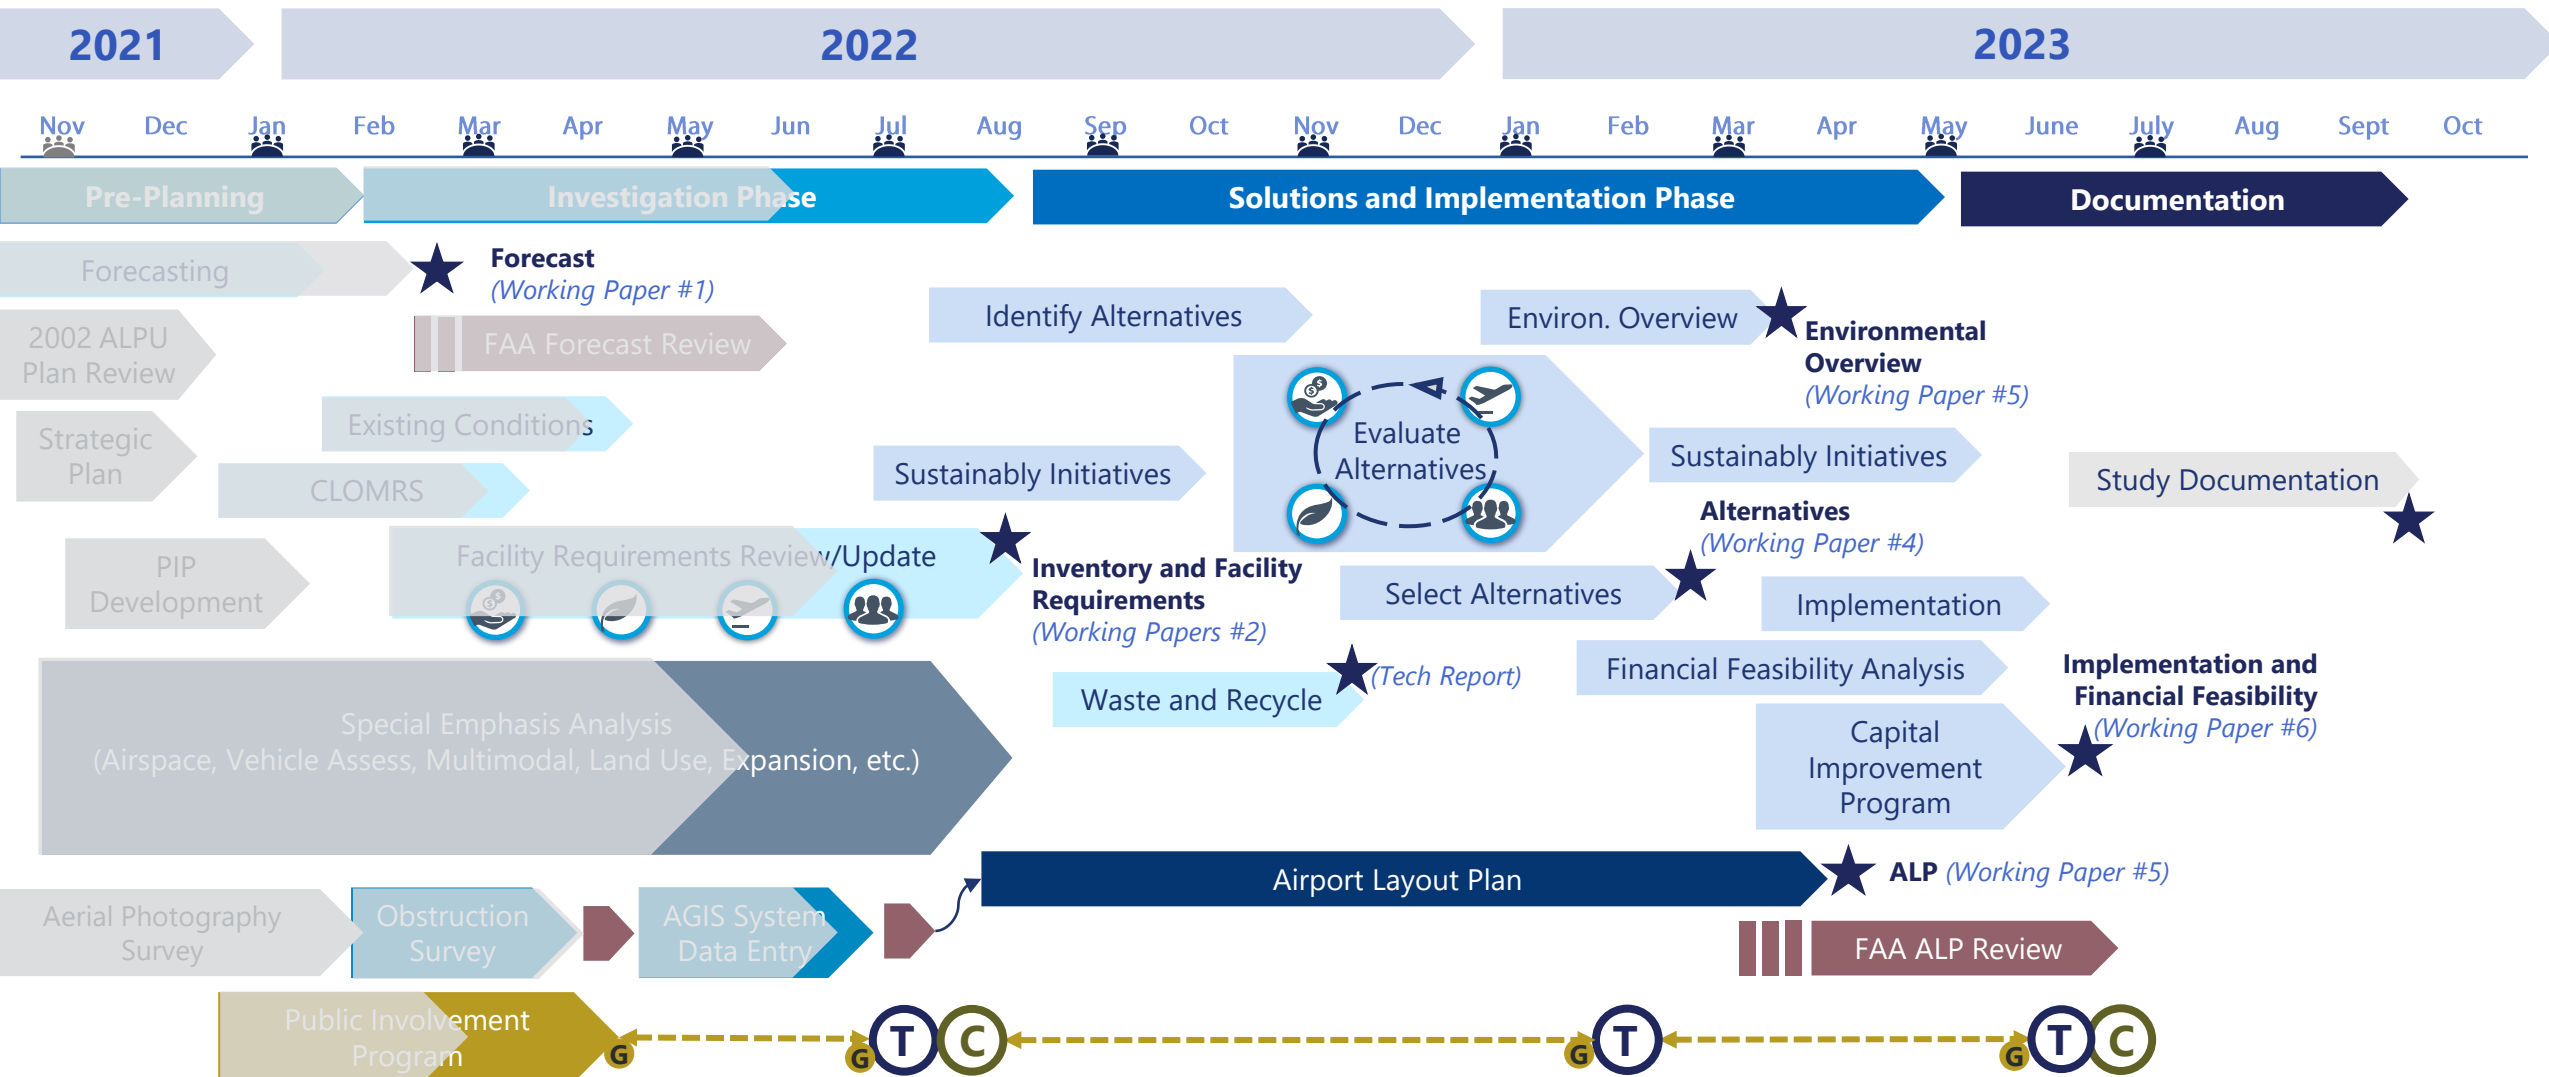 2021
2022
2023
Nov Dec Jan Feb Mar Apr May Jun Jul Aug Sep Oct Nov Dec Jan Feb Mar Apr May June July Aug Sept Oct
Pre-Planning
Investigation Phase
Solutions and Implementation Phase
Documentation
Forecasting
Forecast
(Working Paper #1)
2002 ALPU
Plan Review
FAA Forecast Review
Identify Alternatives
Environ. Overview
Environmental
Overview
(Working Paper #5)
Strategic
Plan
Existing Conditions
CLOMRS
Sustainably Initiatives
Evaluate
Alternatives
Sustainably Initiatives
Study Documentation
Alternatives
(Working Paper #4)
PIP
Development
Facility Requirements Review/Update
$
$
$
$
Inventory and Facility
Requirements
(Working Papers #2)
Select Alternatives
Implementation
Special Emphasis Analysis
(Airspace, Vehicle Assess, Multimodal, Land Use, Expansion, etc.)
Waste and Recycle
(Tech Report)
Financial Feasibility Analysis
Implementation and
Financial Feasibility
(Working Paper #6)
Capital
Improvement
Program
Airport Layout Plan
ALP (Working Paper #5)
Aerial Photography
Survey
Obstruction
Survey
AGIS System
Data Entry
FAA ALP Review
Public Involvement
Program
G
G
T
C
G
T
G
T
C